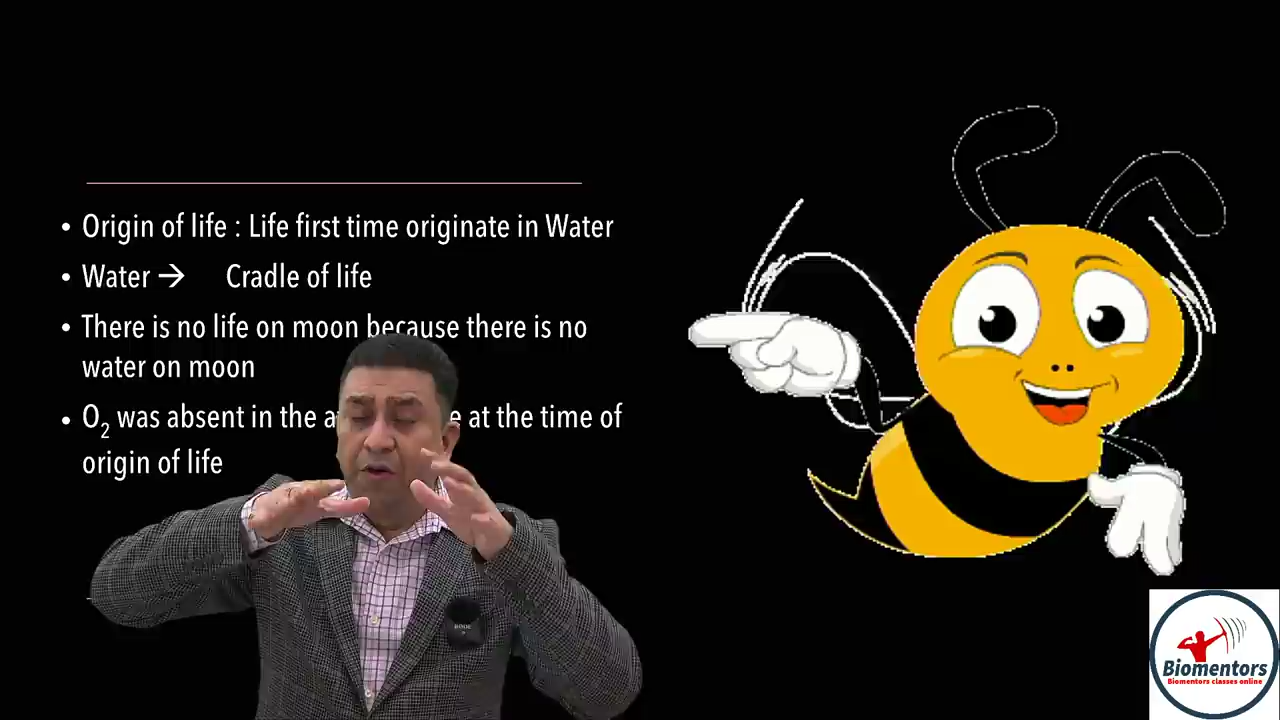 • Origin of life : Life first time originate in Water
• Water → Cradle of life
• There is no life on moon because there is no
water on moon
• O₂ was absent in the a e at the time of
origin of life
RODE
Biomentors
Biomentors classes online